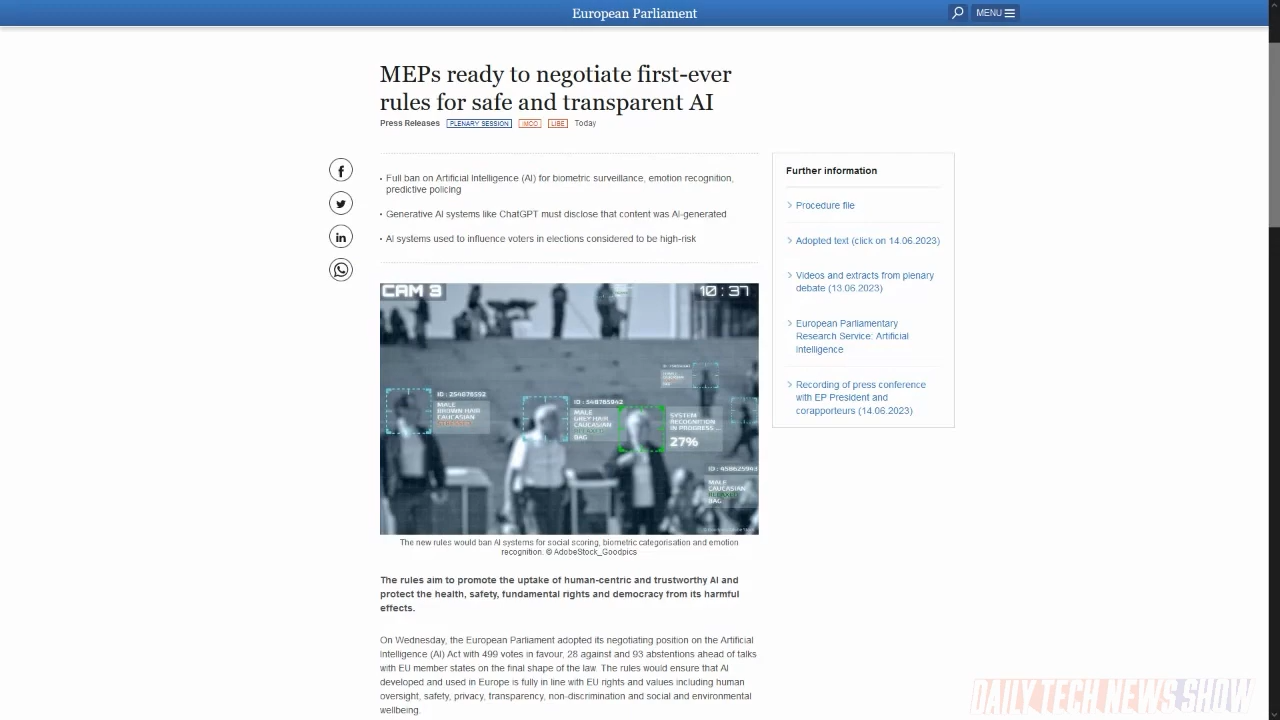 European Parliament
MENU
MEPs ready to negotiate first-ever
rules for safe and transparent AI
Press Releases PLENARY SESSION IMCO LIBE Today
Full ban on Artificial Intelligence (AI) for biometric surveillance, emotion recognition,
predictive policing
Generative AI systems like ChatGPT must disclose that content was AI-generated
AI systems used to influence voters in elections considered to be high-risk
CAM 3
10:37
ID: 254876592
MALE
BROWN HAIR
CAUCASIAN
ID: 548765942
MALE
GREY HAIR
CAUCASIAN
RELAXED
BAG
SYSTEM
RECOGNITION
IN PROGRESS...
27%
ID: 458625943
MALE
CAUCASIAN
RELAXED
BAG
The new rules would ban AI systems for social scoring, biometric categorisation and emotion
recognition. © AdobeStock_Goodpics
The rules aim to promote the uptake of human-centric and trustworthy AI and
protect the health, safety, fundamental rights and democracy from its harmful
effects.
On Wednesday, the European Parliament adopted its negotiating position on the Artificial
Intelligence (AI) Act with 499 votes in favour, 28 against and 93 abstentions ahead of talks
with EU member states on the final shape of the law. The rules would ensure that AI
developed and used in Europe is fully in line with EU rights and values including human
oversight, safety, privacy, transparency, non-discrimination and social and environmental
wellbeing.
Further information
Procedure file
Adopted text (click on 14.06.2023)
Videos and extracts from plenary
debate (13.06.2023)
European Parliamentary
Research Service: Artificial
Intelligence
Recording of press conference
with EP President and
corapporteurs (14.06.2023)
DAILY TECH NEWS SHOW